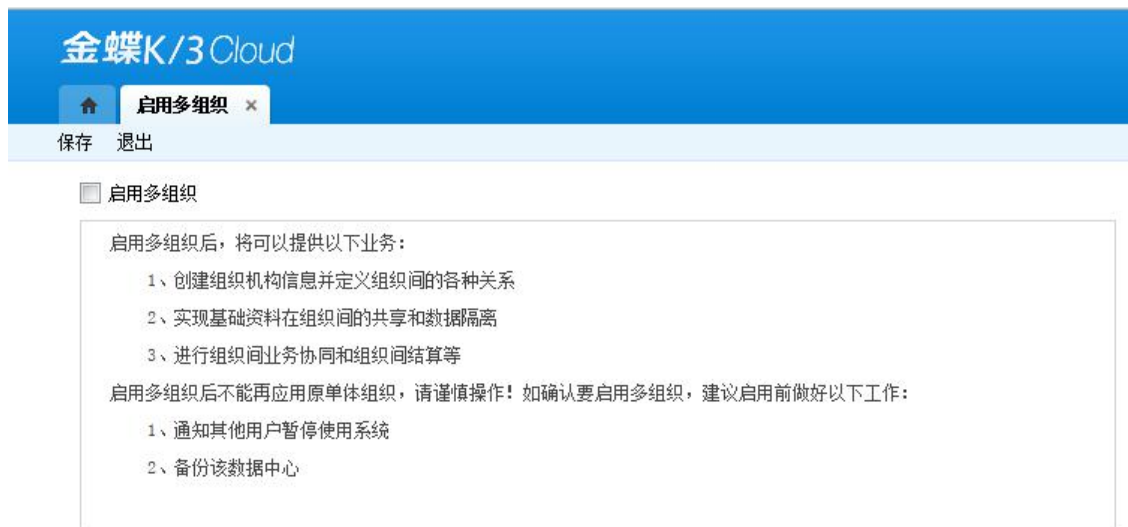 金蝶K/3 Cloud
启用多组织 ×
保存 退出
启用多组织
启用多组织后，将可以提供以下业务：
1、创建组织机构信息并定义组织间的各种关系
2、实现基础资料在组织间的共享和数据隔离
3、进行组织间业务协同和组织间结算等
启用多组织后不能再应用原单体组织，请谨慎操作！如确认要启用多组织，建议启用前做好以下工作：
1、通知其他用户暂停使用系统
2、备份该数据中心